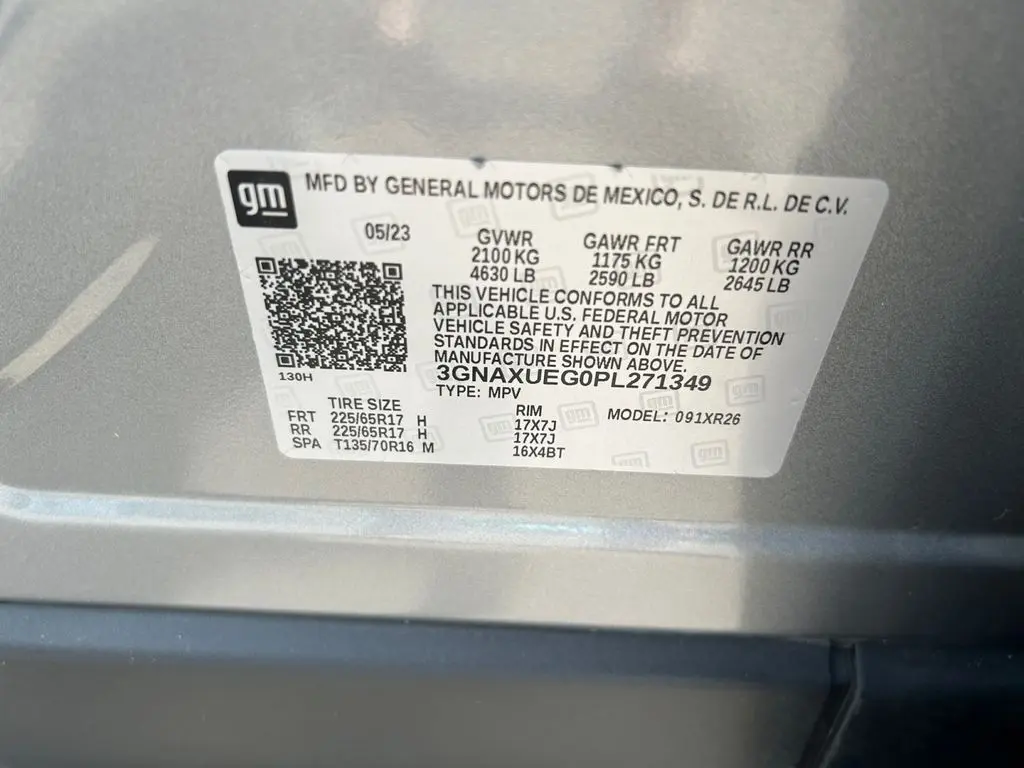 gm MFD BY GENERAL MOTORS DE MEXICO, S. DE R.L. DE C.V.
05/23
GVWR GAWR FRT GAWR RR
2100 KG 1175 KG 1200 KG
4630 LB 2590 LB 2645 LB
THIS VEHICLE CONFORMS TO ALL
APPLICABLE U.S. FEDERAL MOTOR
VEHICLE SAFETY AND THEFT PREVENTION
STANDARDS IN EFFECT ON THE DATE OF
MANUFACTURE SHOWN ABOVE.
130H
3GNAXUEG0PL271349
TYPE: MPV
TIRE SIZE RIM MODEL: 091XR26
FRT 225/65R17 H 17X7J
RR 225/65R17 H 17X7J
SPA T135/70R16 M 16X4BT